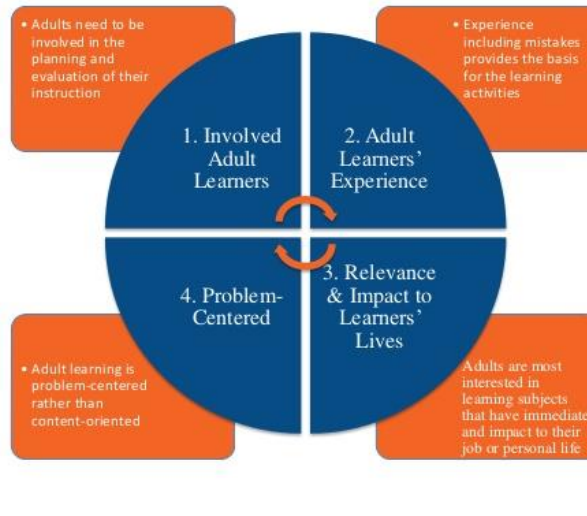 • Adults need to be
involved in the
planning and
evaluation of their
instruction
• Experience
including mistakes
provides the basis
for the learning
activities
1. Involved
Adult
Learners
2. Adult
Learners'
Experience
4. Problem-
Centered
3. Relevance
& Impact to
Learners'
Lives
• Adult learning is
problem-centered
rather than
content-oriented
Adults are most
interested in
learning subjects
that have immediate
and impact to their
job or personal life